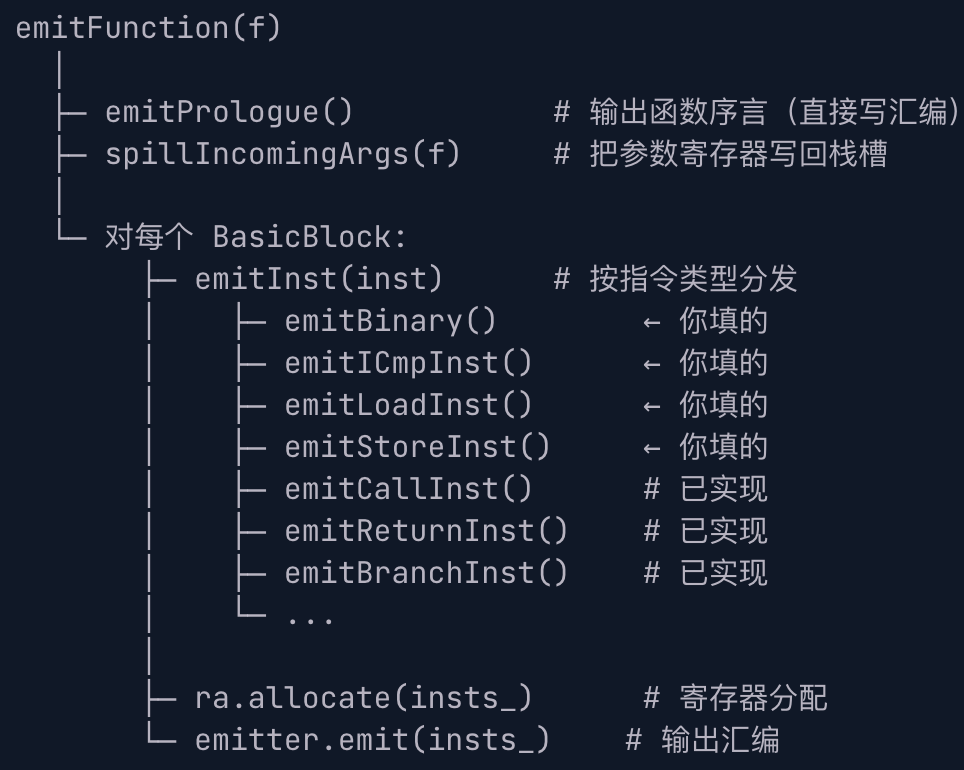 emitFunction(f)
  │
  ├─ emitPrologue()           # 输出函数序言（直接写汇编）
  ├─ spillIncomingArgs(f)     # 把参数寄存器写回栈槽
  │
  └─ 对每个 BasicBlock:
       ├─ emitInst(inst)      # 按指令类型分发
       │    ├─ emitBinary()        ← 你填的
       │    ├─ emitICmpInst()      ← 你填的
       │    ├─ emitLoadInst()      ← 你填的
       │    ├─ emitStoreInst()     ← 你填的
       │    ├─ emitCallInst()      # 已实现
       │    ├─ emitReturnInst()    # 已实现
       │    ├─ emitBranchInst()    # 已实现
       │    └─ ...
       │
       ├─ ra.allocate(insts_)      # 寄存器分配
       └─ emitter.emit(insts_)    # 输出汇编